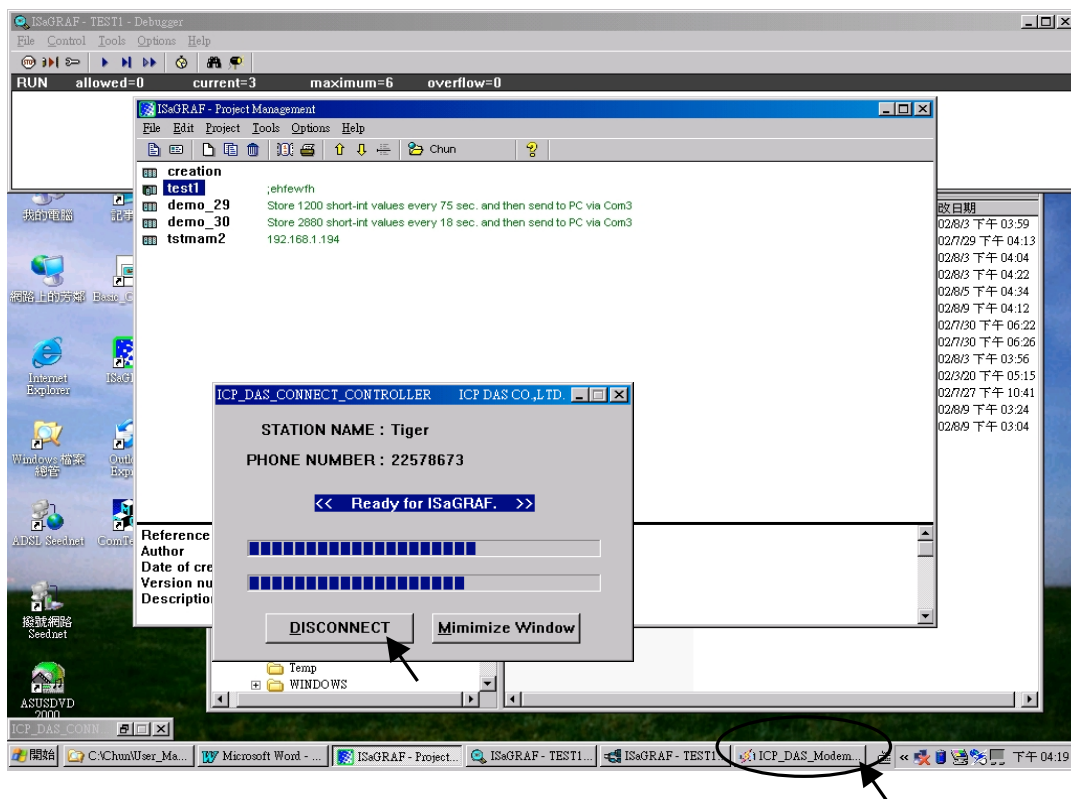 ISaGRAF - TEST1 - Debugger
File Control Tools Options Help
RUN allowed=0 current=3 maximum=6 overflow=0
ISaGRAF - Project Management
File Edit Project Tools Options Help
Chun
creation
test1 ;ehfewfh
demo_29 Store 1200 short-int values every 75 sec. and then send to PC via Com3
demo_30 Store 2880 short-int values every 18 sec. and then send to PC via Com3
tstmam2 192.168.1.194
我的電腦
網路上的芳鄰
Internet Explorer
Windows 檔案總管
ADSL Seednet
撥號網路 Seednet
ASUSDVD 2000
改日期
02/8/3 下午 03:59
02/7/29 下午 04:13
02/8/3 下午 04:04
02/8/3 下午 04:22
02/8/5 下午 04:34
02/8/9 下午 04:12
02/7/30 下午 06:22
02/7/30 下午 06:26
02/8/3 下午 03:56
02/3/20 下午 05:15
02/7/27 下午 10:41
02/8/9 下午 03:24
02/8/9 下午 03:04
Reference
Author
Date of cre
Version nu
Descriptio
ICP_DAS_CONNECT_CONTROLLER ICP DAS CO.,LTD.
STATION NAME : Tiger
PHONE NUMBER : 22578673
<< Ready for ISaGRAF. >>
DISCONNECT Mimimize Window
Temp
WINDOWS
ICP_DAS_CONN
開始 C:\Chun\User_Ma... Microsoft Word - ... ISaGRAF - Project... ISaGRAF - TEST1... ISaGRAF - TEST1 ICP_DAS_Modem... « 下午 04:19